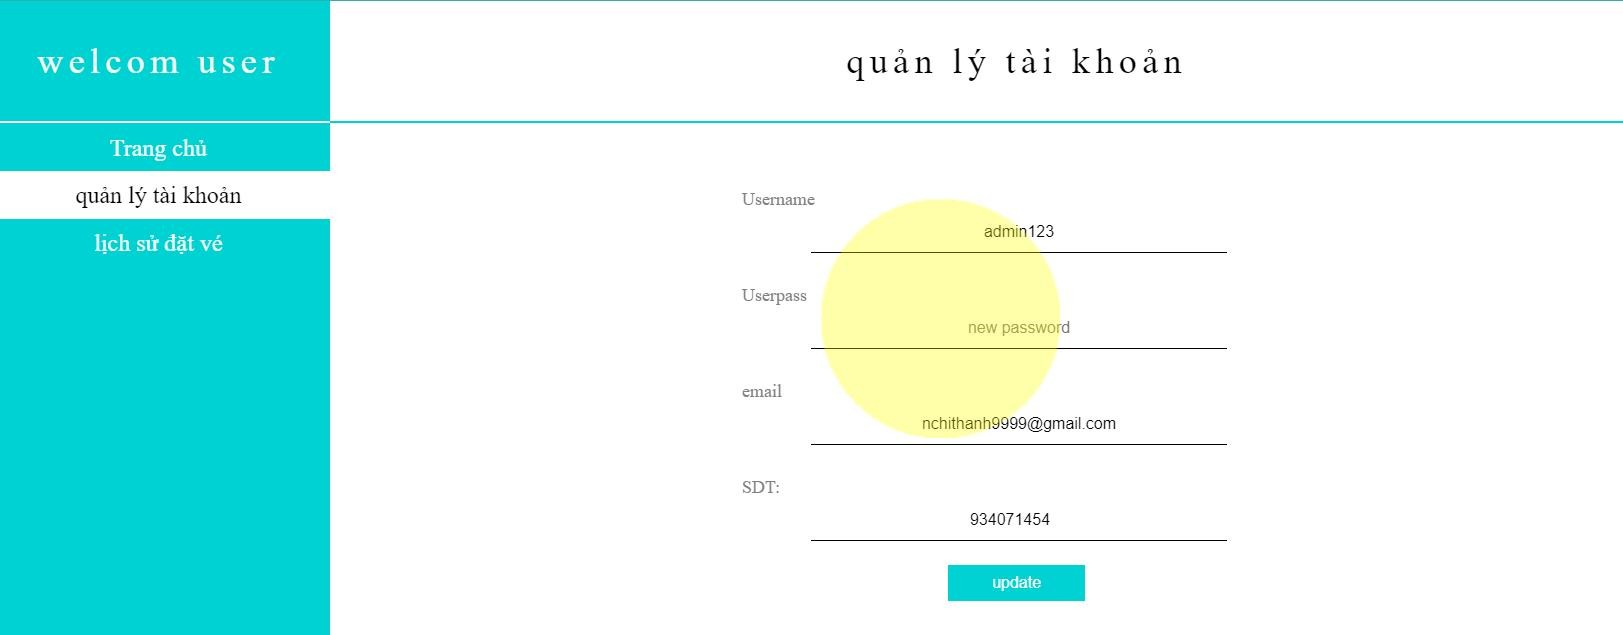 welcom user
quản lý tài khoản
Trang chủ
quản lý tài khoản
lịch sử đặt vé
Username
admin123
Userpass
new password
email
nchithanh9999@gmail.com
SDT:
934071454
update